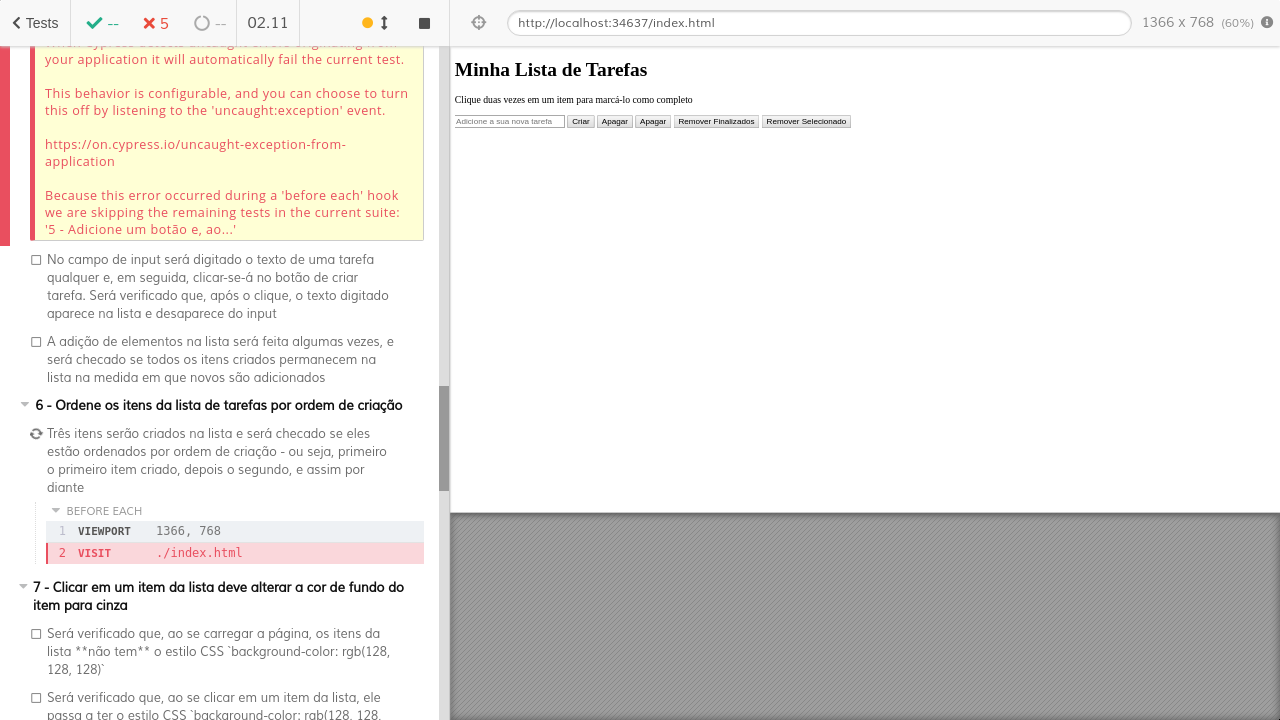 Tests
--
5
--
02.11
http://localhost:34637/index.html
1366 x 768 (60%)
your application it will automatically fail the current test.
This behavior is configurable, and you can choose to turn
this off by listening to the 'uncaught:exception' event.
https://on.cypress.io/uncaught-exception-from-
application
Because this error occurred during a 'before each' hook
we are skipping the remaining tests in the current suite:
'5 - Adicione um botão e, ao...'
No campo de input será digitado o texto de uma tarefa
qualquer e, em seguida, clicar-se-á no botão de criar
tarefa. Será verificado que, após o clique, o texto digitado
aparece na lista e desaparece do input
A adição de elementos na lista será feita algumas vezes, e
será checado se todos os itens criados permanecem na
lista na medida em que novos são adicionados
6 - Ordene os itens da lista de tarefas por ordem de criação
Três itens serão criados na lista e será checado se eles
estão ordenados por ordem de criação - ou seja, primeiro
o primeiro item criado, depois o segundo, e assim por
diante
BEFORE EACH
1 VIEWPORT 1366, 768
2 VISIT ./index.html
7 - Clicar em um item da lista deve alterar a cor de fundo do
item para cinza
Será verificado que, ao se carregar a página, os itens da
lista **não tem** o estilo CSS `background-color: rgb(128,
128, 128)`
Será verificado que, ao se clicar em um item da lista, ele
passa a ter o estilo CSS `background-color: rgb(128, 128,
Minha Lista de Tarefas
Clique duas vezes em um item para marcá-lo como completo
Adicione a sua nova tarefa
Criar
Apagar
Apagar
Remover Finalizados
Remover Selecionado